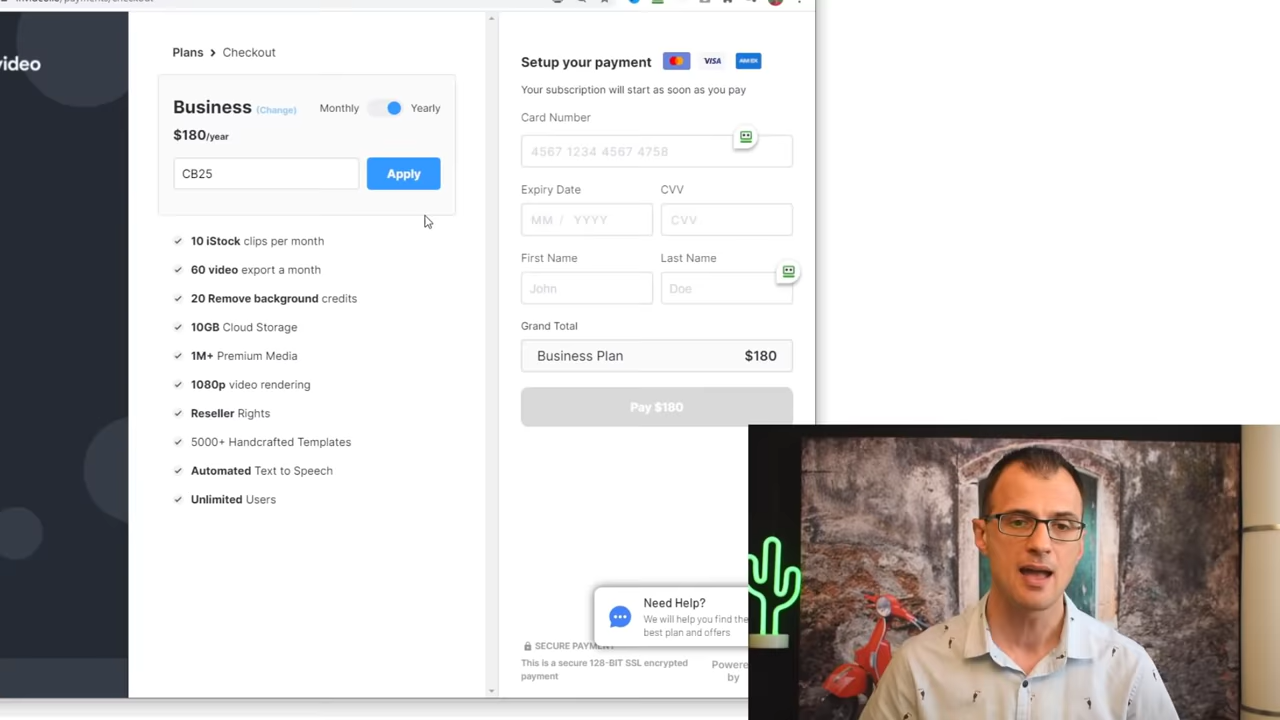 video
Plans > Checkout
Business (Change) Monthly Yearly
$180/year
CB25 Apply
10 iStock clips per month
60 video export a month
20 Remove background credits
10GB Cloud Storage
1M+ Premium Media
1080p video rendering
Reseller Rights
5000+ Handcrafted Templates
Automated Text to Speech
Unlimited Users
Setup your payment VISA AMEX
Your subscription will start as soon as you pay
Card Number
4567 1234 4567 4758
Expiry Date CVV
MM / YYYY CVV
First Name Last Name
John Doe
Grand Total
Business Plan $180
Pay $180
Need Help?
We will help you find the
best plan and offers
SECURE PAYMENT
This is a secure 128-BIT SSL encrypted
payment
Powered
by